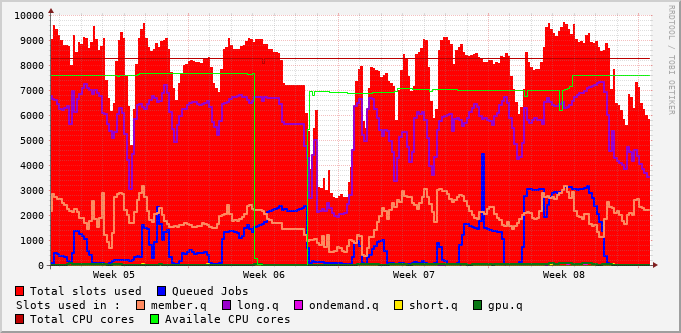 10000
9000
8000
7000
6000
5000
4000
3000
2000
1000
0
Week 05 Week 06 Week 07 Week 08
RRDTOOL / TOBI OETIKER
Total slots used Queued Jobs
Slots used in : member.q long.q ondemand.q short.q gpu.q
Total CPU cores Availale CPU cores